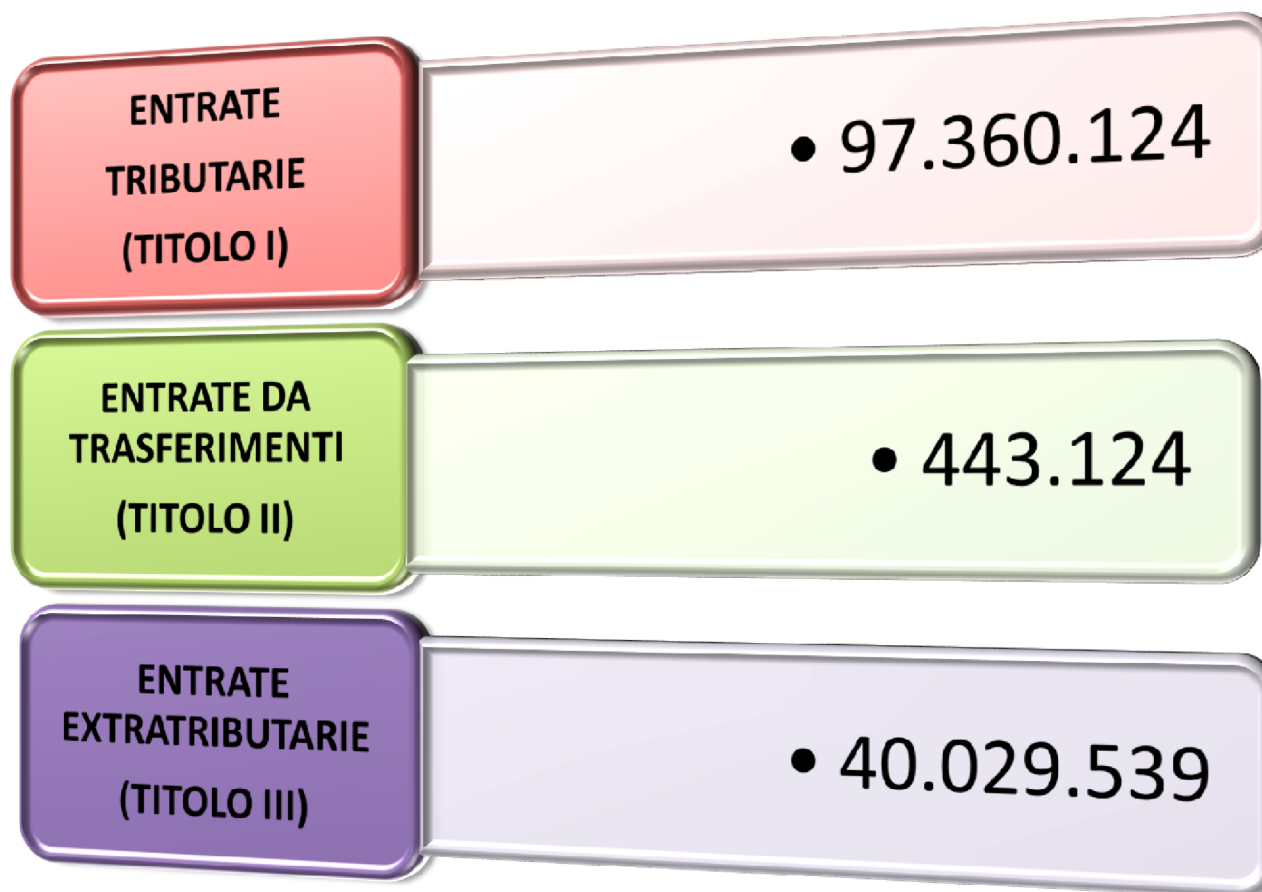 ENTRATE
TRIBUTARIE
(TITOLO I)
• 97.360.124
ENTRATE DA
TRASFERIMENTI
(TITOLO II)
• 443.124
ENTRATE
EXTRATRIBUTARIE
(TITOLO III)
• 40.029.539